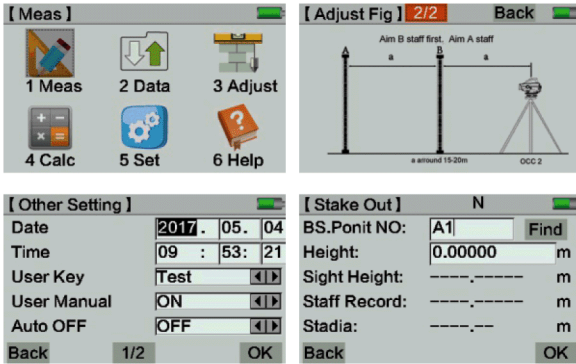 [ Meas ]
1 Meas 2 Data 3 Adjust
4 Calc 5 Set 6 Help
[ Adjust Fig ] 2/2 Back
Aim B staff first. Aim A staff
A B
a a
a arround 15-20m OCC 2
[ Other Setting ]
Date 2017. 05. 04
Time 09 : 53: 21
User Key Test
User Manual ON
Auto OFF OFF
Back 1/2 OK
[ Stake Out ] N
BS.Ponit NO: A1 Find
Height: 0.00000 m
Sight Height: ----.----- m
Staff Record: ----.----- m
Stadia: ----.-- m
Back OK